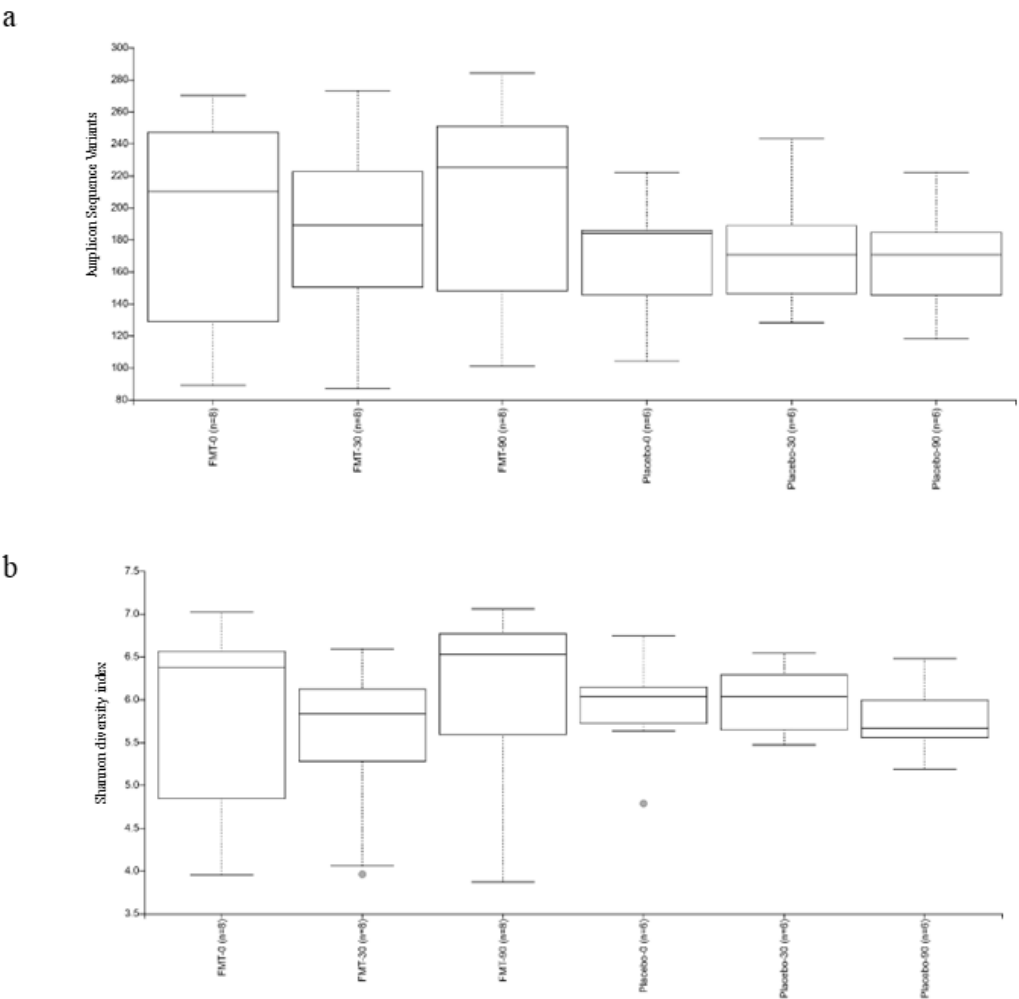 a
300
280
260
240
220
200
180
160
140
120
100
80
Amplicon Sequence Variants
FMT-0 (n=8)
FMT-30 (n=8)
FMT-90 (n=8)
Placebo-0 (n=6)
Placebo-30 (n=6)
Placebo-90 (n=6)
b
7.5
7.0
6.5
6.0
5.5
5.0
4.5
4.0
3.5
Shannon diversity index
FMT-0 (n=8)
FMT-30 (n=8)
FMT-90 (n=8)
Placebo-0 (n=6)
Placebo-30 (n=6)
Placebo-90 (n=6)